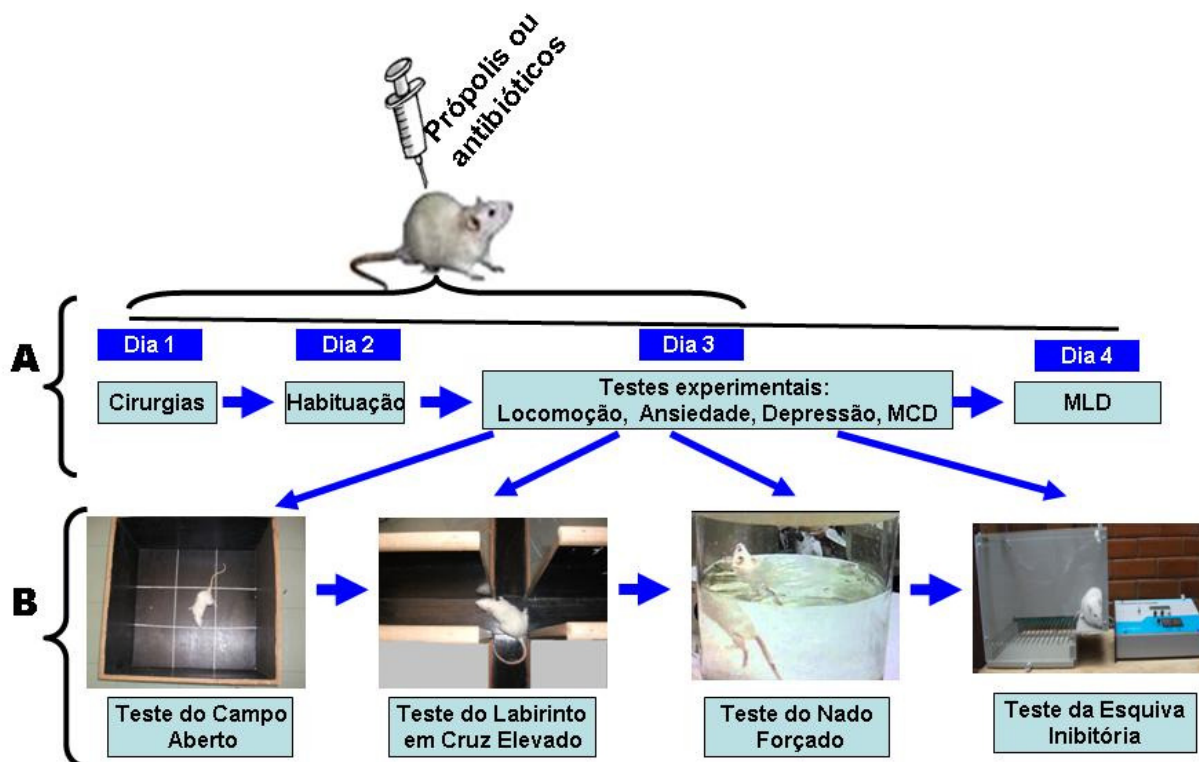 Própolis ou
antibióticos
A
Dia 1
Dia 2
Dia 3
Dia 4
Cirurgias
Habituação
Testes experimentais:
Locomoção, Ansiedade, Depressão, MCD
MLD
B
Teste do Campo
Aberto
Teste do Labirinto
em Cruz Elevado
Teste do Nado
Forçado
Teste da Esquiva
Inibitória